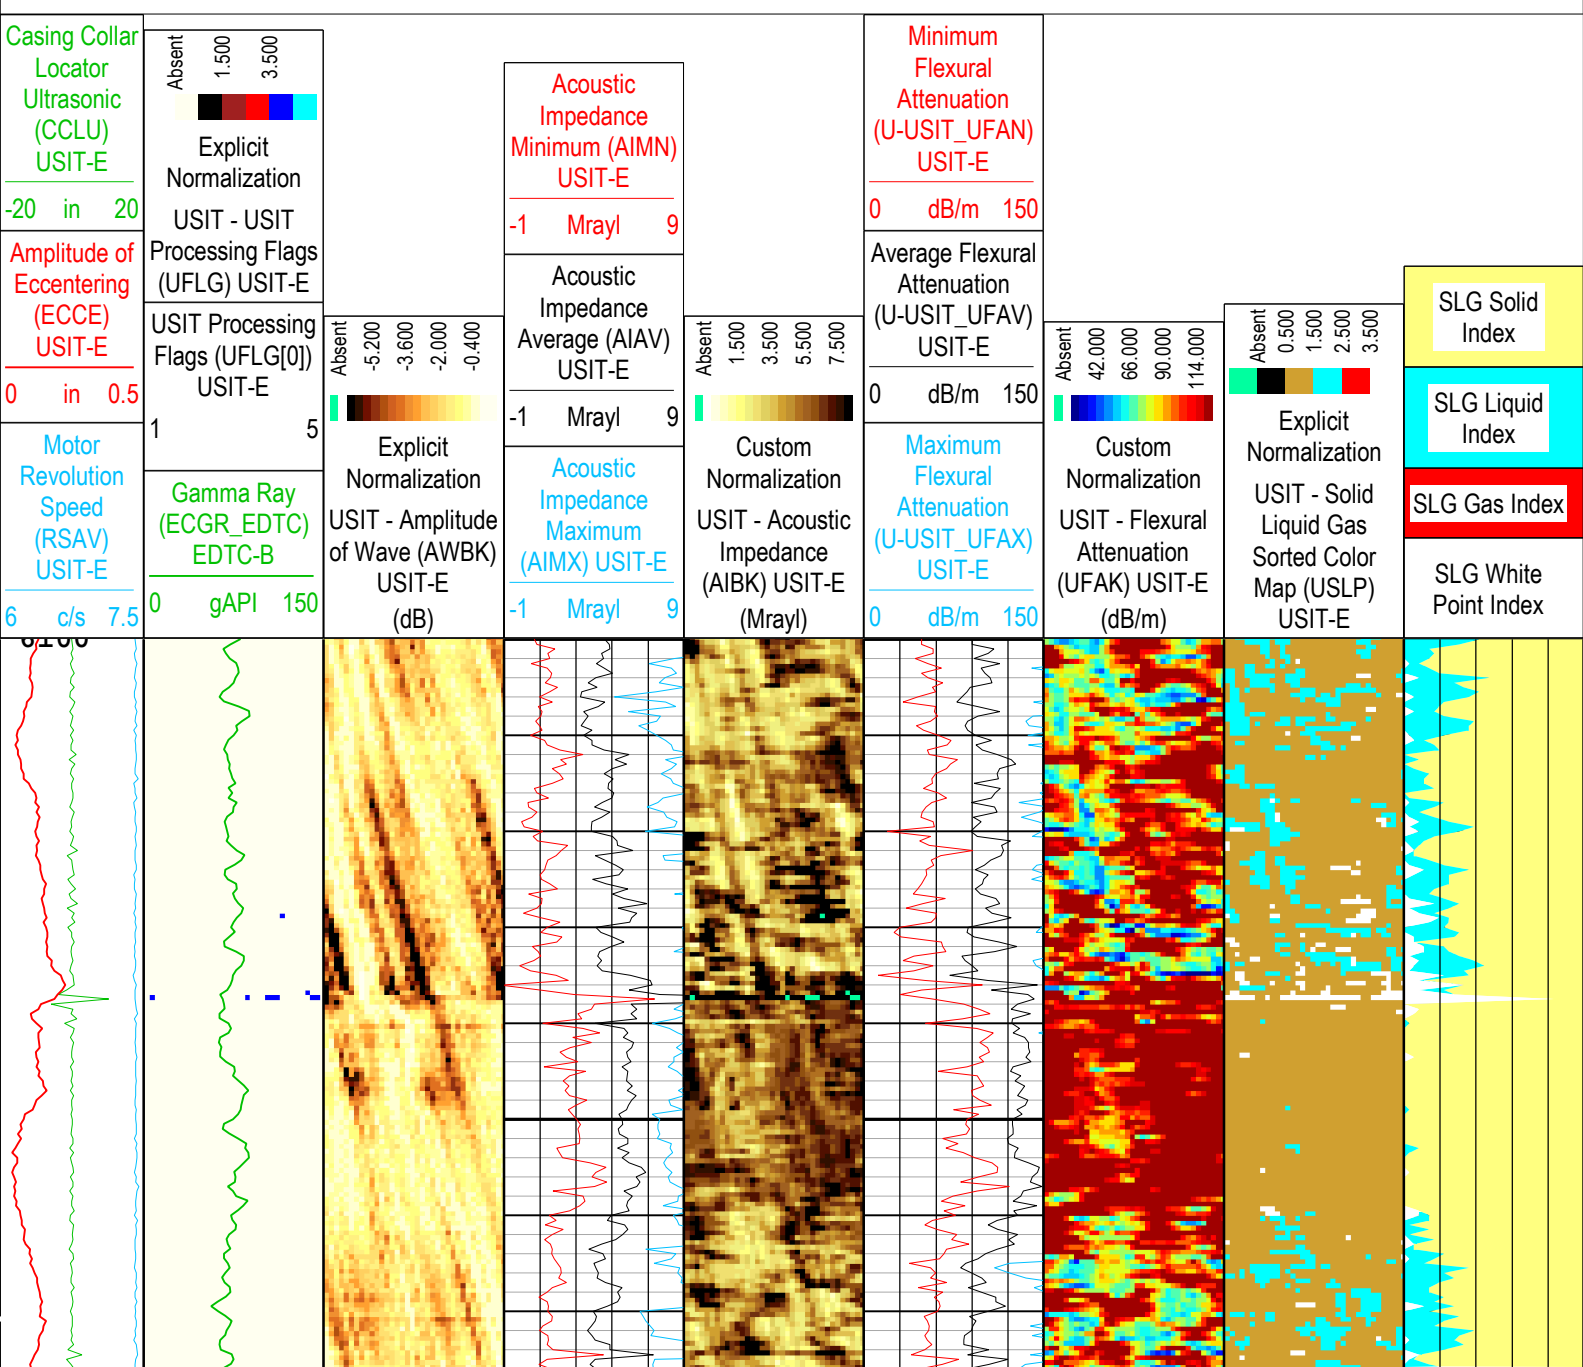 Casing Collar
Locator
Ultrasonic
(CCLU)
USIT-E
-20 in 20
Amplitude of
Eccentering
(ECCE)
USIT-E
0 in 0.5
Motor
Revolution
Speed
(RSAV)
USIT-E
6 c/s 7.5
Absent
1.500
3.500
Explicit
Normalization
USIT - USIT
Processing Flags
(UFLG) USIT-E
USIT Processing
Flags (UFLG[0])
USIT-E
1 5
Gamma Ray
(ECGR_EDTC)
EDTC-B
0 gAPI 150
Absent
-5.200
-3.600
-2.000
-0.400
Explicit
Normalization
USIT - Amplitude
of Wave (AWBK)
USIT-E
(dB)
Acoustic
Impedance
Minimum (AIMN)
USIT-E
-1 Mrayl 9
Acoustic
Impedance
Average (AIAV)
USIT-E
-1 Mrayl 9
Acoustic
Impedance
Maximum
(AIMX) USIT-E
-1 Mrayl 9
Absent
1.500
3.500
5.500
7.500
Custom
Normalization
USIT - Acoustic
Impedance
(AIBK) USIT-E
(Mrayl)
Minimum
Flexural
Attenuation
(U-USIT_UFAN)
USIT-E
0 dB/m 150
Average Flexural
Attenuation
(U-USIT_UFAV)
USIT-E
0 dB/m 150
Maximum
Flexural
Attenuation
(U-USIT_UFAX)
USIT-E
0 dB/m 150
Absent
42.000
66.000
90.000
114.000
Custom
Normalization
USIT - Flexural
Attenuation
(UFAK) USIT-E
(dB/m)
Absent
0.500
1.500
2.500
3.500
Explicit
Normalization
USIT - Solid
Liquid Gas
Sorted Color
Map (USLP)
USIT-E
SLG Solid
Index
SLG Liquid
Index
SLG Gas Index
SLG White
Point Index